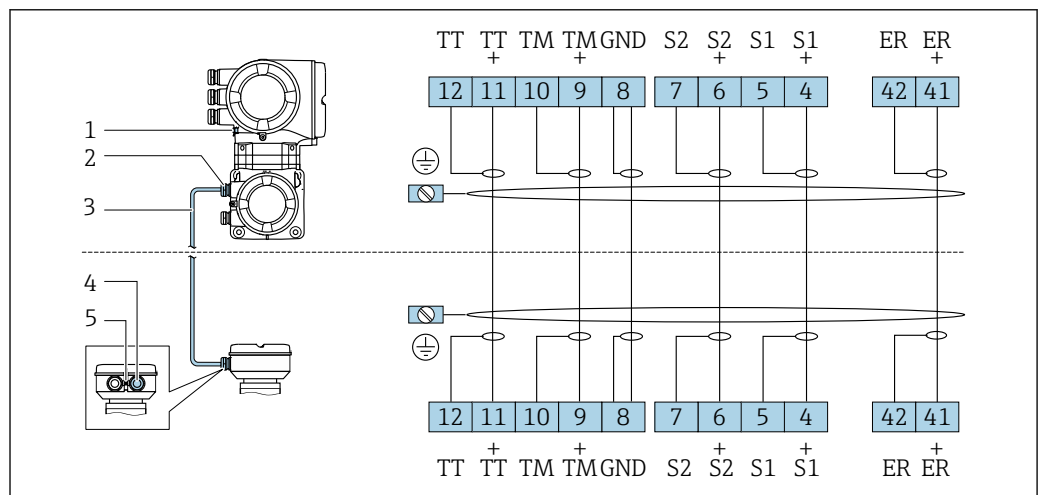 TT TT TM TM GND S2 S2 S1 S1 ER ER
+ + + + +
12 11 10 9 8 7 6 5 4 42 41
1
2
3
4
5
12 11 10 9 8 7 6 5 4 42 41
+ + + + +
TT TT TM TM GND S2 S2 S1 S1 ER ER